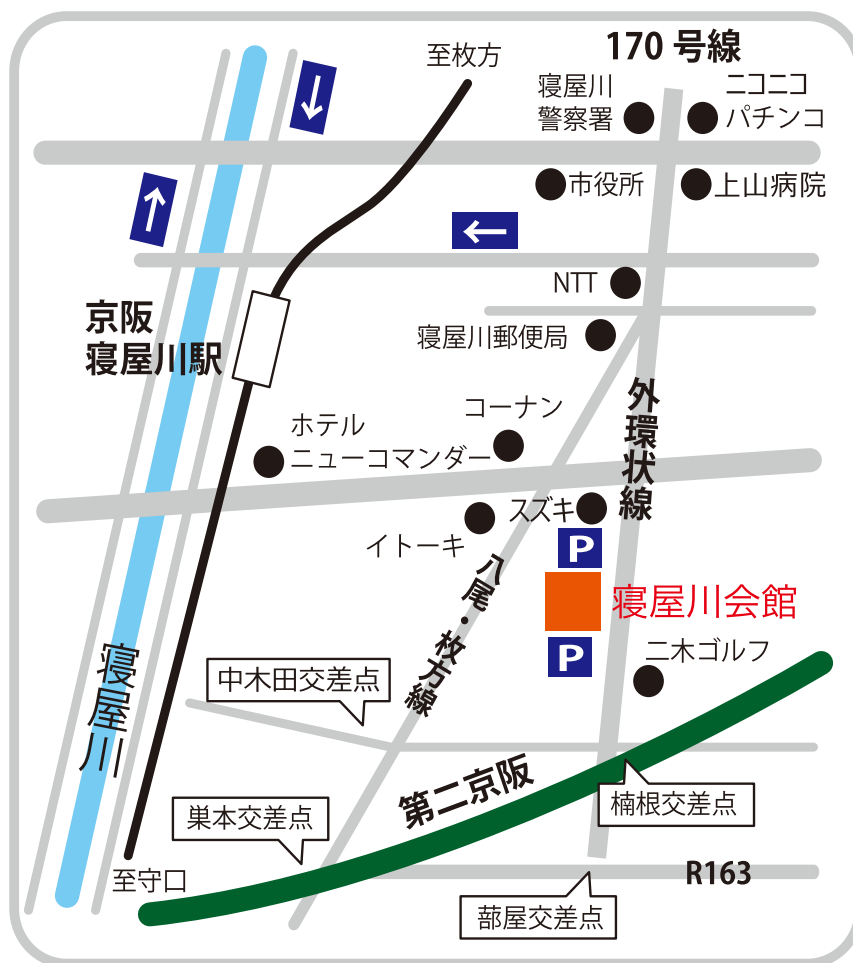 170 号線
至枚方
寝屋川
警察署
ニコニコ
パチンコ
市役所
上山病院
NTT
京阪
寝屋川駅
寝屋川郵便局
外環状線
コーナン
ホテル
ニューコマンダー
スズキ
イトーキ
P
八尾・枚方線
寝屋川会館
P
二木ゴルフ
寝屋川
中木田交差点
第二京阪
巣本交差点
楠根交差点
至守口
R163
蔀屋交差点